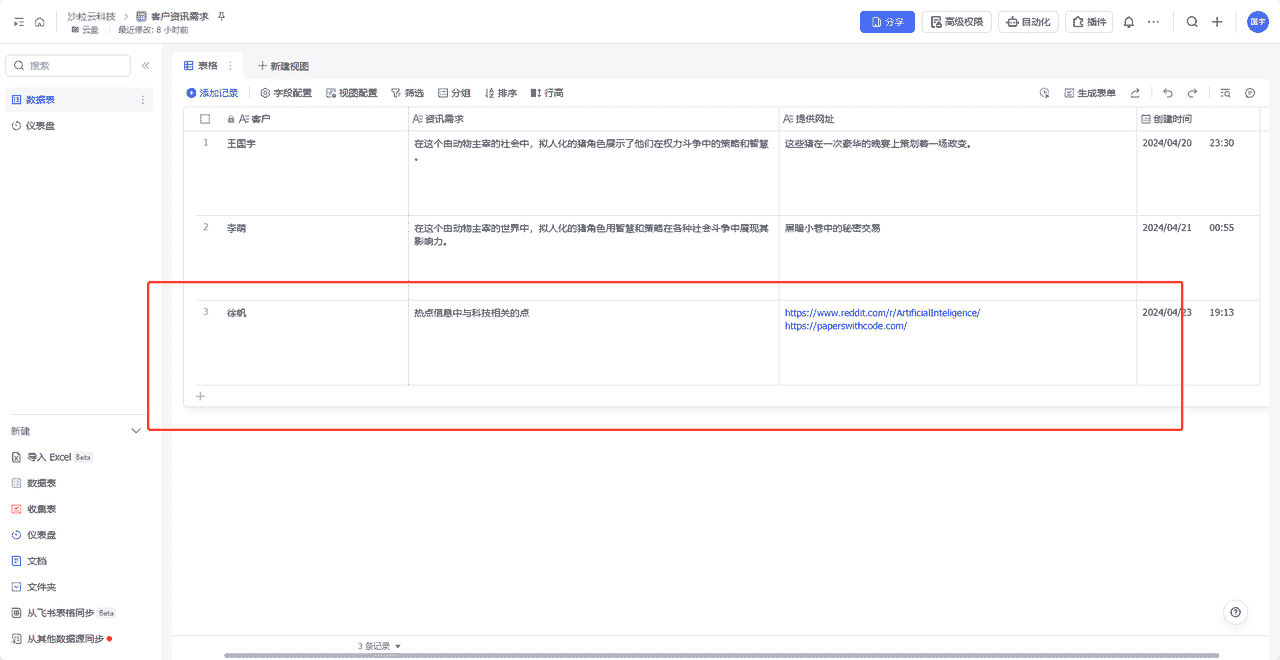 沙粒云科技 > 客户资讯需求
云盘 最近修改: 8 小时前
分享 高级权限 自动化 插件 国宇
搜索
数据表
仪表盘
表格 新建视图
添加记录 字段配置 视图配置 筛选 分组 排序 行高 生成表单
客户 资讯需求 提供网址 创建时间
1 王国宇 在这个由动物主宰的社会中，拟人化的猪角色展示了他们在权力斗争中的策略和智慧 这些猪在一次豪华的晚宴上策划着一场政变。 2024/04/20 23:30
。
2 李萌 在这个由动物主宰的世界中，拟人化的猪角色用智慧和策略在各种社会斗争中展现其 黑暗小巷中的秘密交易 2024/04/21 00:55
影响力。
3 徐帆 热点信息中与科技相关的点 https://www.reddit.com/r/ArtificialInteligence/ 2024/04/23 19:13
https://paperswithcode.com/
新建
导入 Excel Beta
数据表
收集表
仪表盘
文档
文件夹
从飞书表格同步 Beta
从其他数据源同步
3 条记录